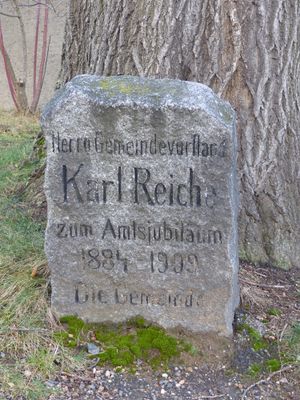 Herrn Gemeindevorstand
Karl Reiche
zum Amtsjubiläum
1884-1909
Die Gemeinde